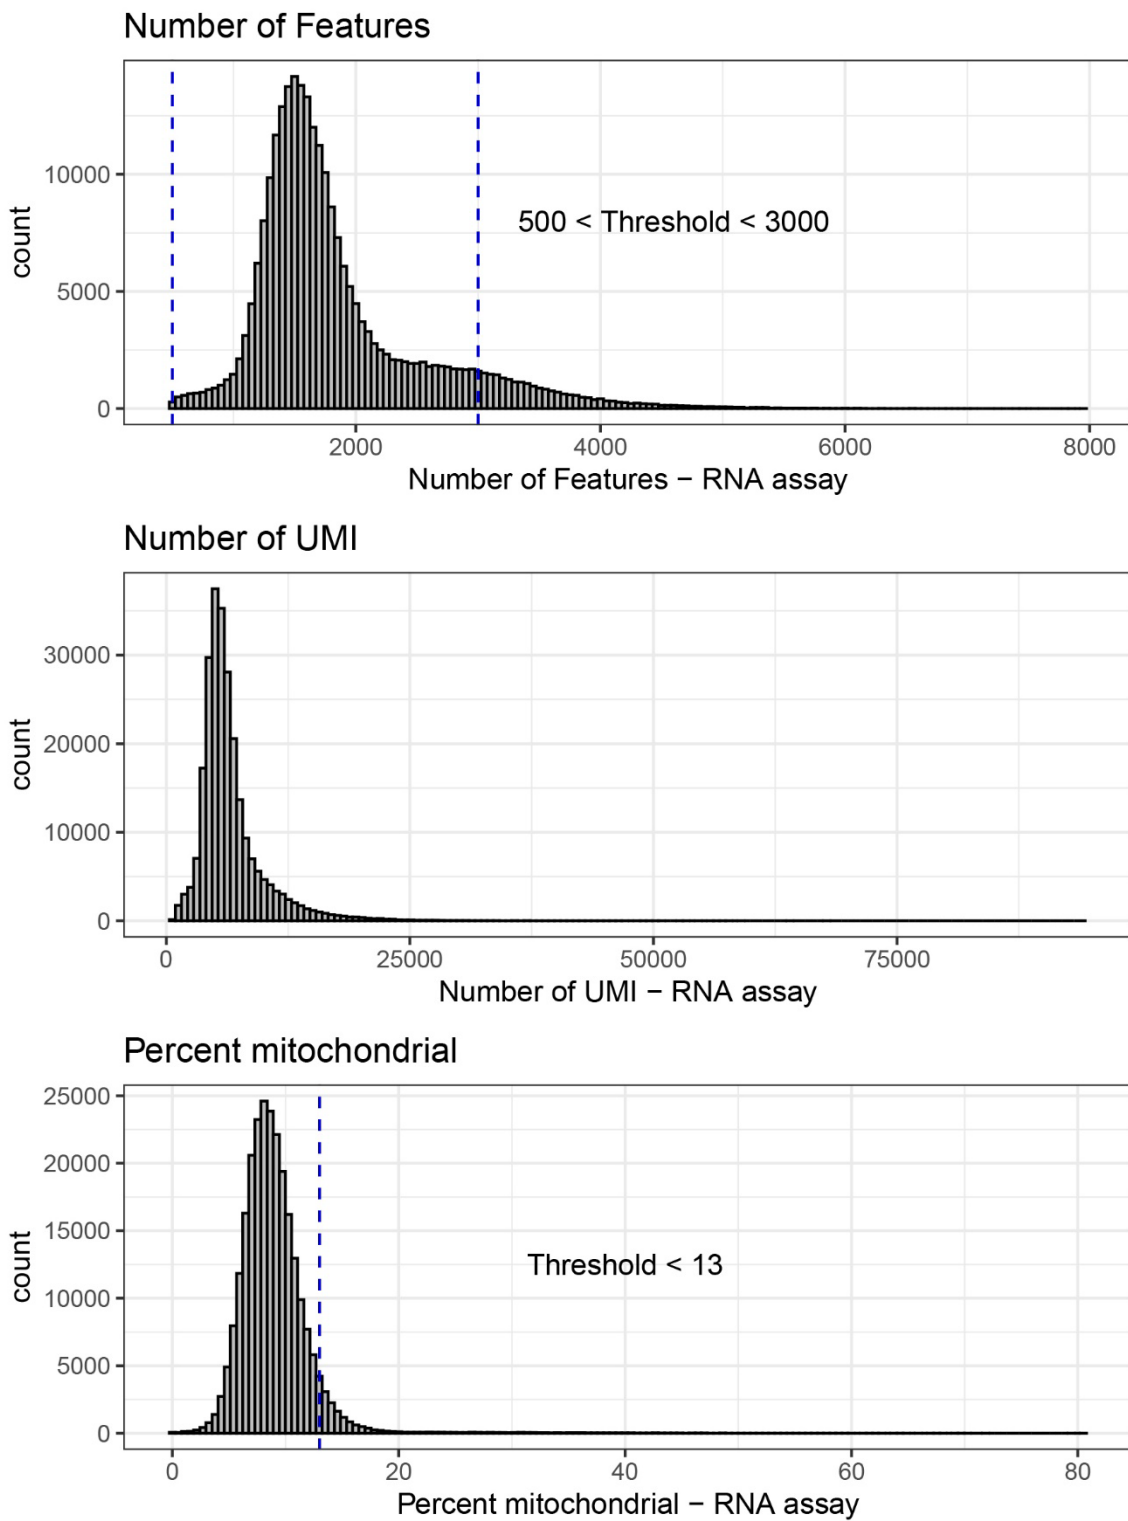 Number of Features
10000
5000
0
count
500 < Threshold < 3000
2000 4000 6000 8000
Number of Features − RNA assay
Number of UMI
30000
20000
10000
0
count
0 25000 50000 75000
Number of UMI − RNA assay
Percent mitochondrial
25000
20000
15000
10000
5000
0
count
Threshold < 13
0 20 40 60 80
Percent mitochondrial − RNA assay